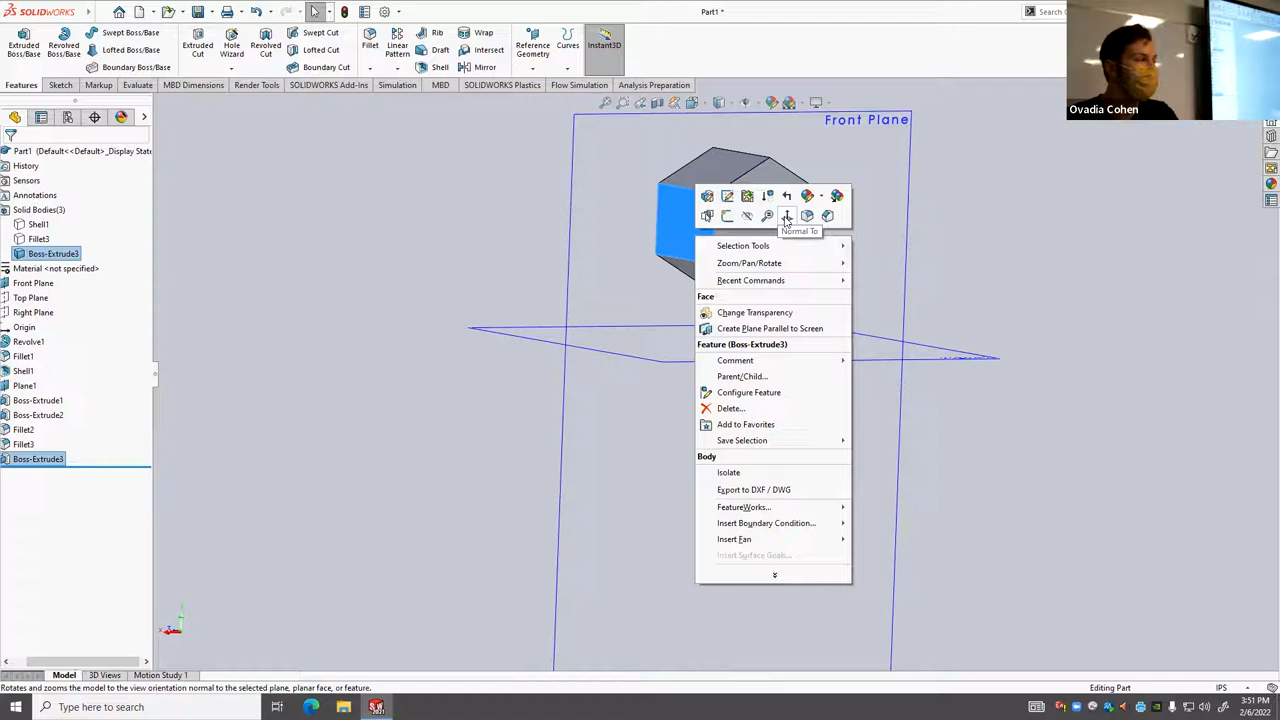 SOLIDWORKS
Part1 *
Search
Extruded Boss/Base
Revolved Boss/Base
Swept Boss/Base
Lofted Boss/Base
Boundary Boss/Base
Extruded Cut
Hole Wizard
Revolved Cut
Swept Cut
Lofted Cut
Boundary Cut
Fillet
Linear Pattern
Rib
Draft
Shell
Wrap
Intersect
Mirror
Reference Geometry
Curves
Instant3D
Features
Sketch
Markup
Evaluate
MBD Dimensions
Render Tools
SOLIDWORKS Add-Ins
Simulation
MBD
SOLIDWORKS Plastics
Flow Simulation
Analysis Preparation
Ovadia Cohen
Front Plane
Part1 (Default<<Default>_Display Stat
History
Sensors
Annotations
Solid Bodies(3)
Shell1
Fillet3
Boss-Extrude3
Material <not specified>
Front Plane
Top Plane
Right Plane
Origin
Revolve1
Fillet1
Shell1
Plane1
Boss-Extrude1
Boss-Extrude2
Fillet2
Fillet3
Boss-Extrude3
Normal To
Selection Tools
Zoom/Pan/Rotate
Recent Commands
Face
Change Transparency
Create Plane Parallel to Screen
Feature (Boss-Extrude3)
Comment
Parent/Child...
Configure Feature
Delete...
Add to Favorites
Save Selection
Body
Isolate
Export to DXF / DWG
FeatureWorks...
Insert Boundary Condition...
Insert Fan
Insert Surface Goals...
Model
3D Views
Motion Study 1
Rotates and zooms the model to the view orientation normal to the selected plane, planar face, or feature.
Editing Part
IPS
Type here to search
3:51 PM
2/6/2022